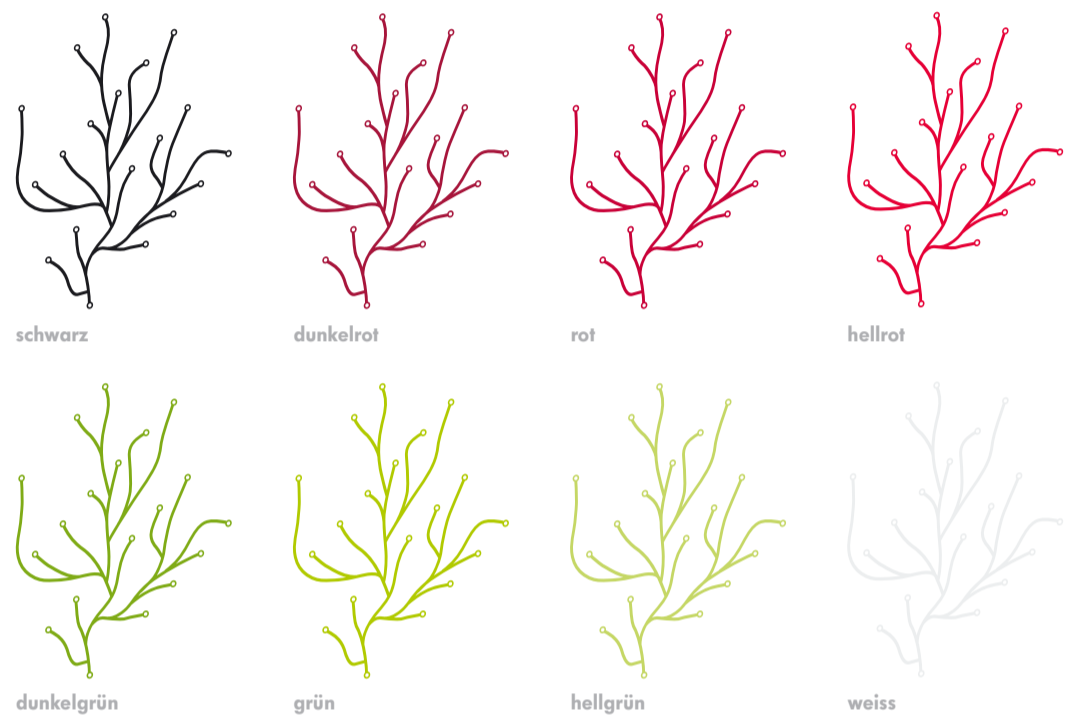 schwarz
dunkelrot
rot
hellrot
dunkelgrün
grün
hellgrün
weiss